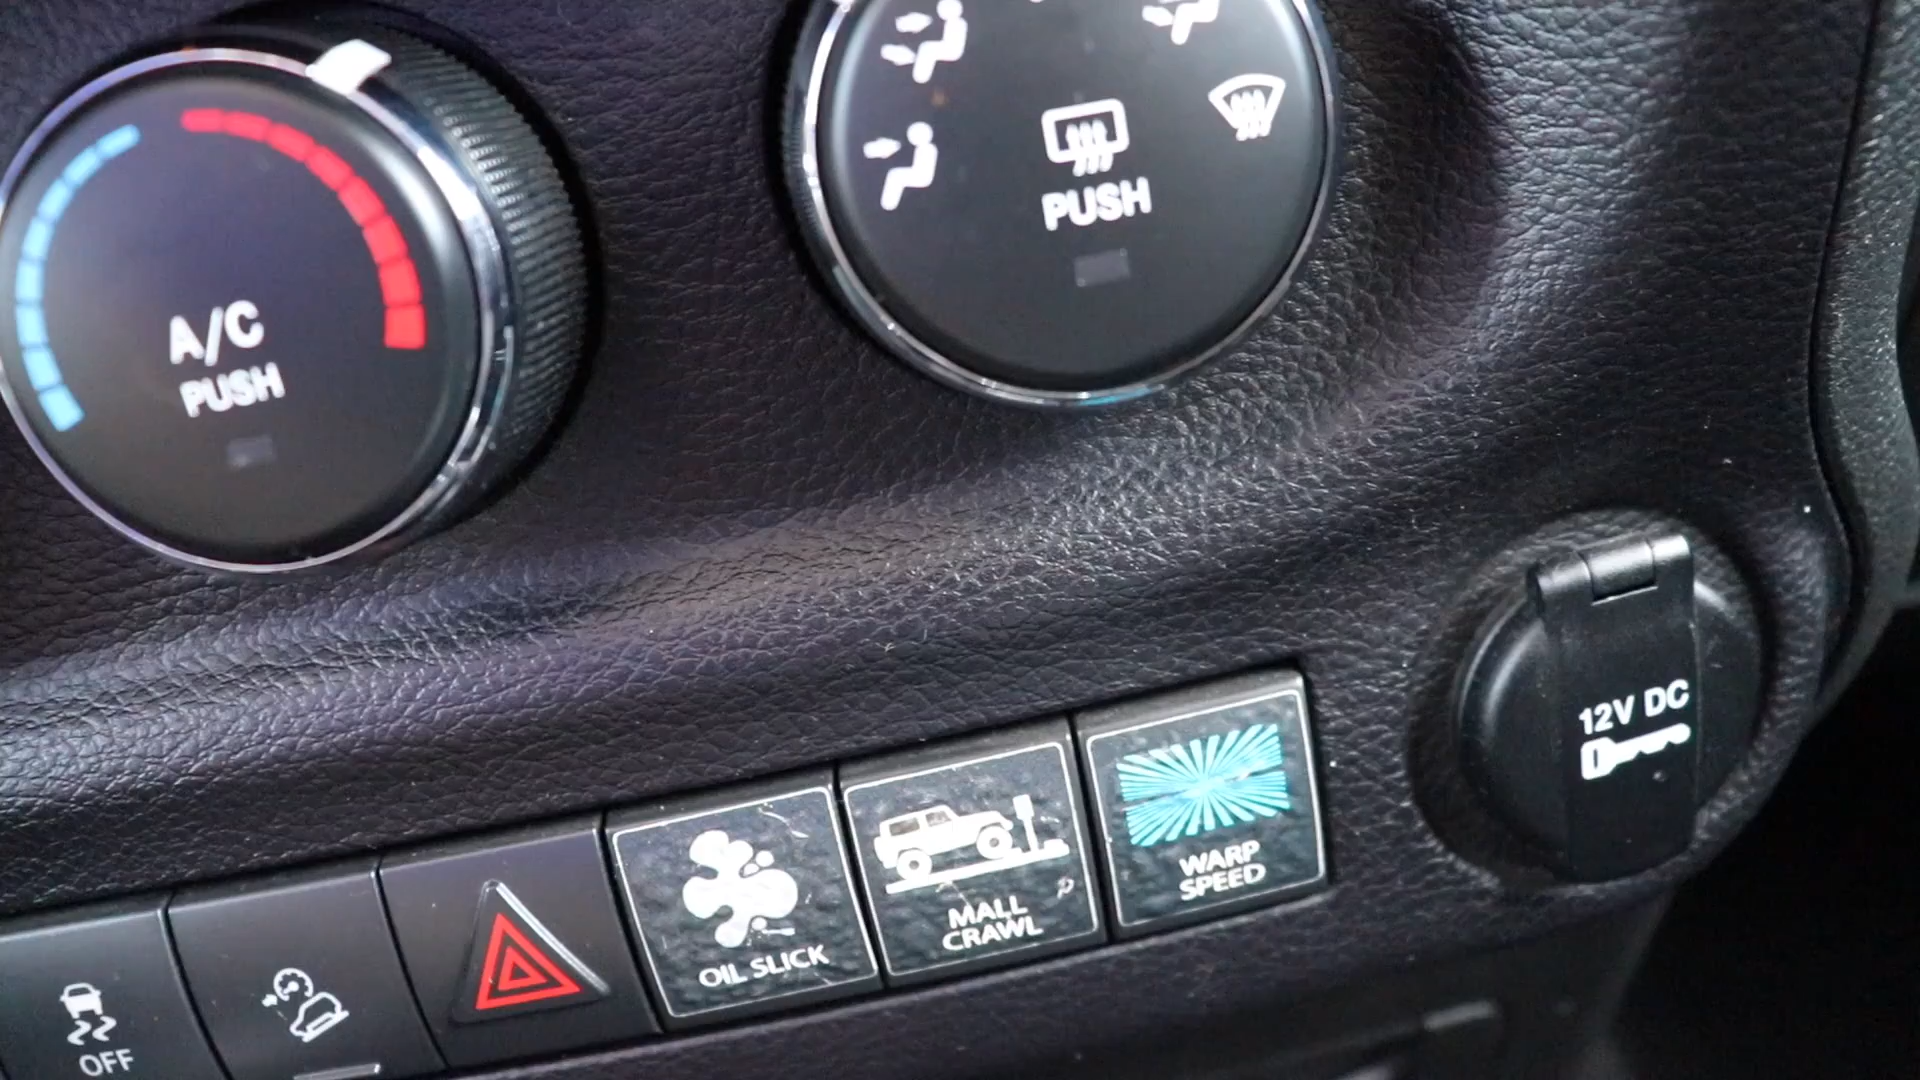 A/C
PUSH
PUSH
12V DC
OFF
OIL SLICK
MALL
CRAWL
WARP
SPEED